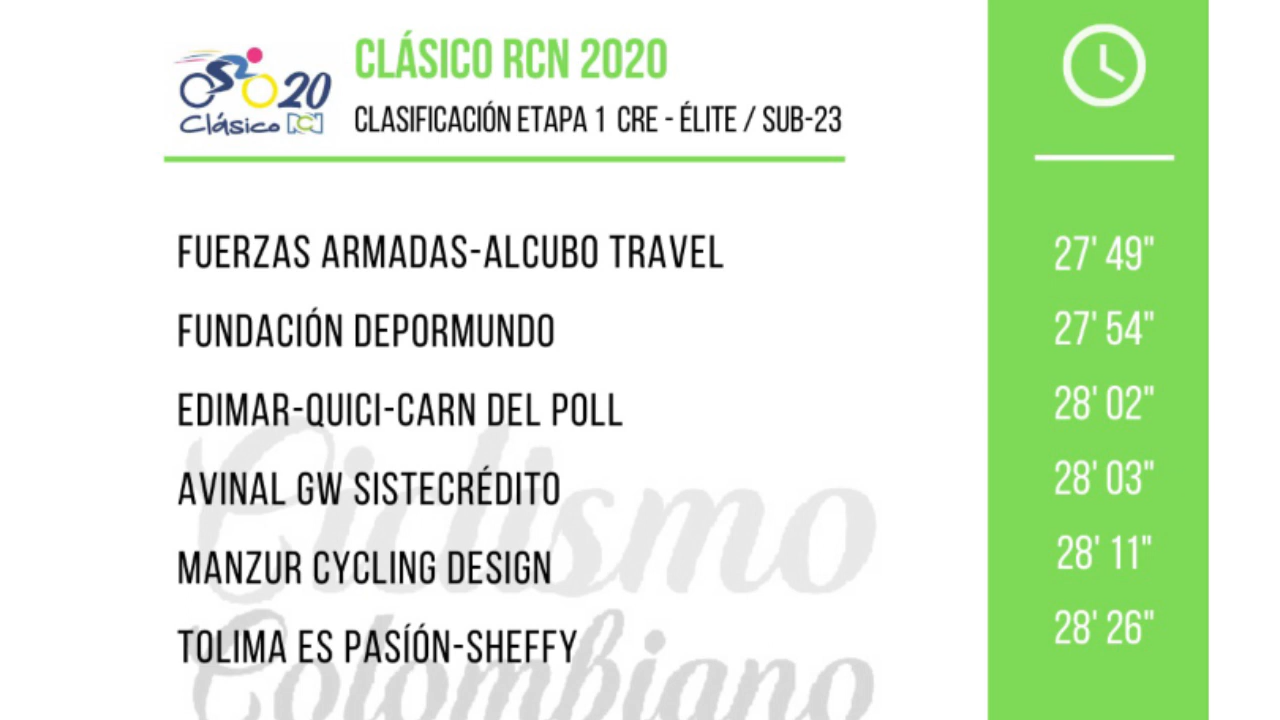 CLÁSICO RCN 2020
20
Clásico RCN
CLASIFICACIÓN ETAPA 1 CRE - ÉLITE / SUB-23
FUERZAS ARMADAS-ALCUBO TRAVEL 27' 49"
FUNDACIÓN DEPORMUNDO 27' 54"
EDIMAR-QUICI-CARN DEL POLL 28' 02"
AVINAL GW SISTECRÉDITO 28' 03"
MANZUR CYCLING DESIGN 28' 11"
TOLIMA ES PASÍÓN-SHEFFY 28' 26"
Ciclismo
Colombiano